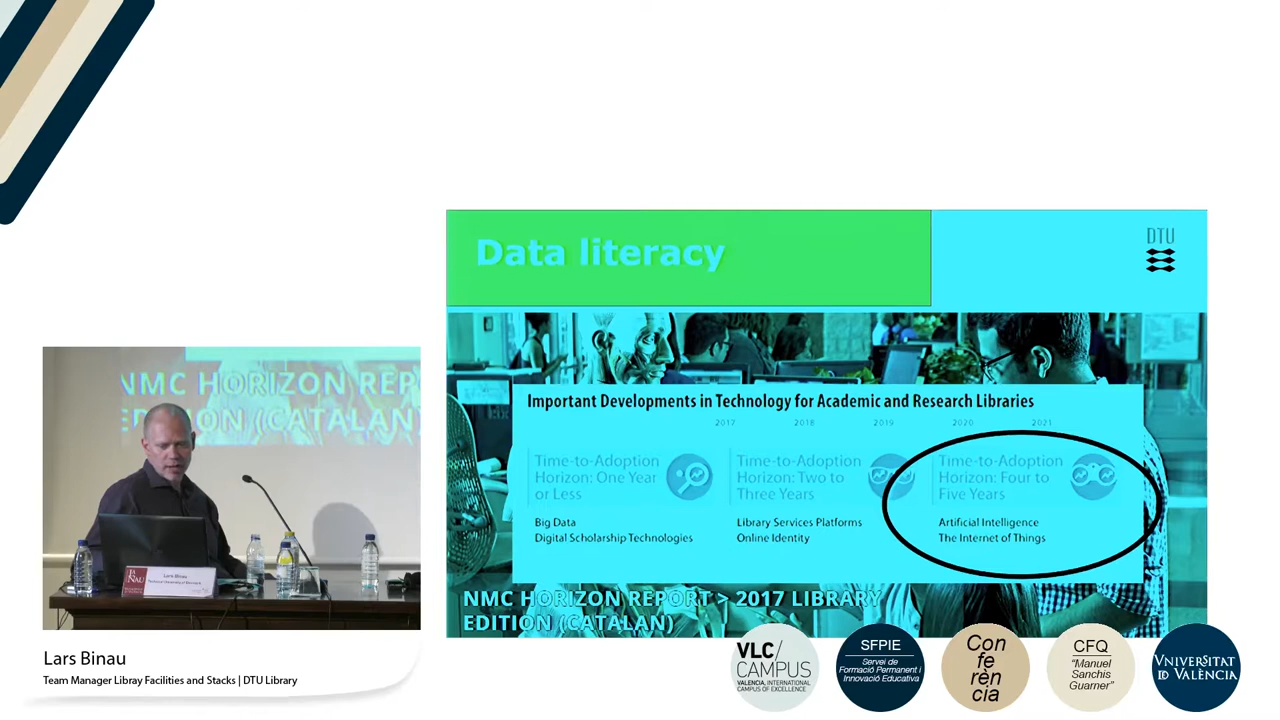 Data literacy
DTU
Important Developments in Technology for Academic and Research Libraries
2017 2018 2019 2020 2021
Time-to-Adoption
Horizon: One Year
or Less
Big Data
Digital Scholarship Technologies
Time-to-Adoption
Horizon: Two to
Three Years
Library Services Platforms
Online Identity
Time-to-Adoption
Horizon: Four to
Five Years
Artificial Intelligence
The Internet of Things
NMC HORIZON REPORT > 2017 LIBRARY
EDITION (CATALAN)
NMC HORIZON REP
EDITION (CATALAN)
Lars Binau
Lars Binau
Team Manager Libray Facilities and Stacks | DTU Library
VLC/
CAMPUS
VALENCIA, INTERNATIONAL
CAMPUS OF EXCELLENCE
SFPIE
Servei de
Formació Permanent i
Innovació Educativa
Con
fe
rèn
cia
CFQ
"Manuel
Sanchis
Guarner"
VNIVERSITAT
ID VALÈNCIA